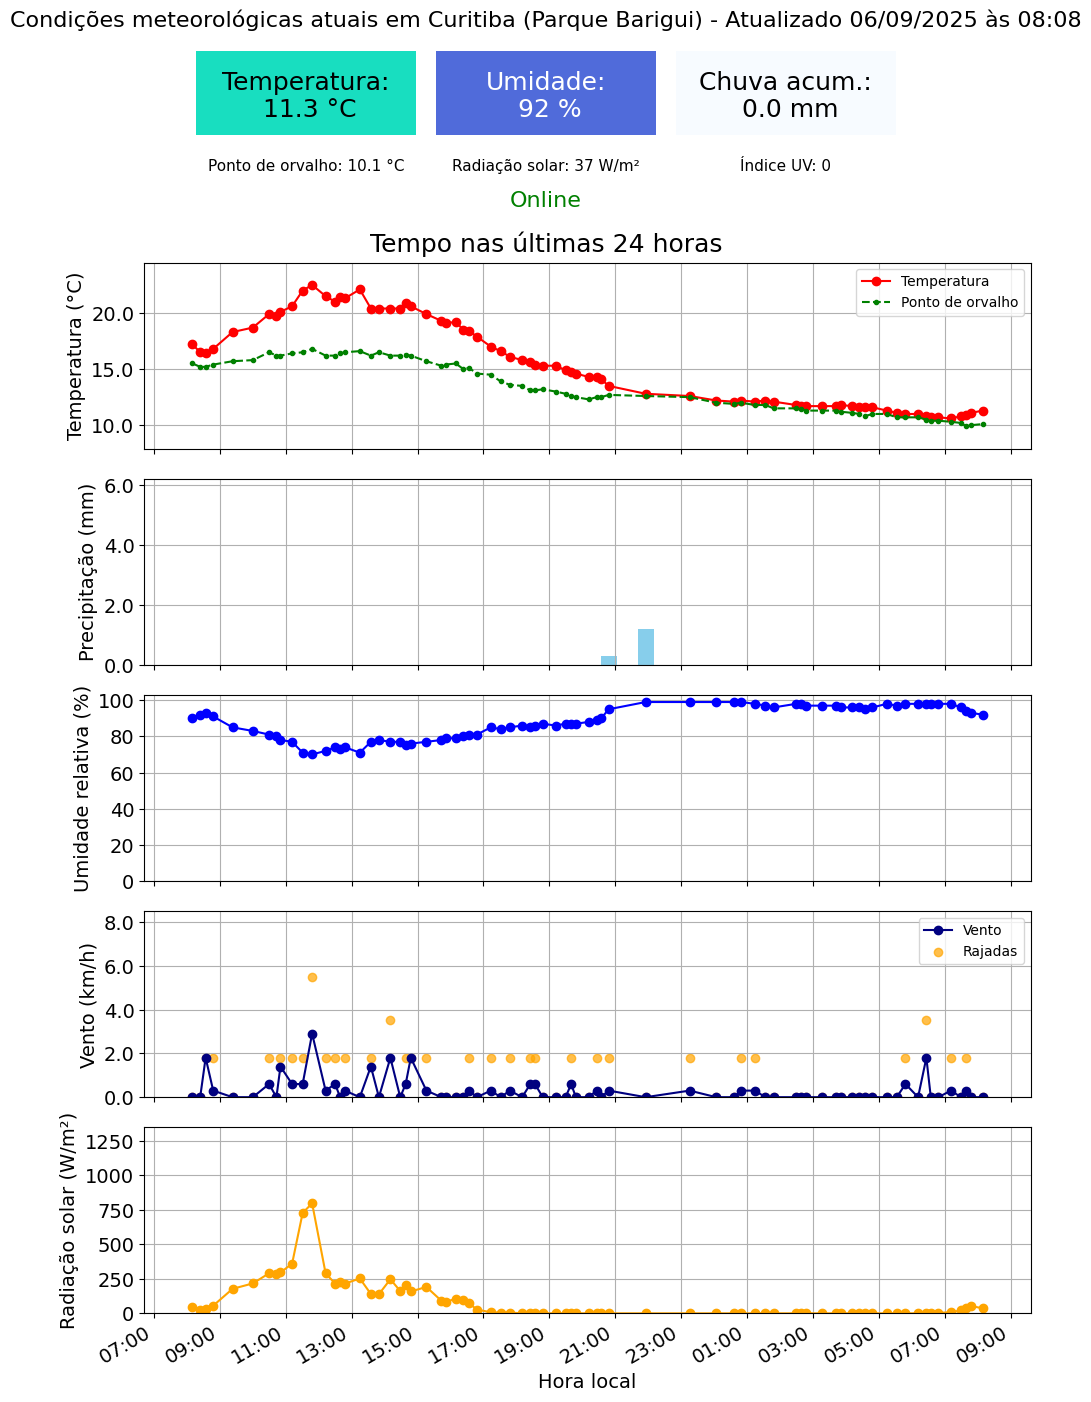 Condições meteorológicas atuais em Curitiba (Parque Barigui) - Atualizado 06/09/2025 às 08:08
Temperatura:
11.3 °C
Umidade:
92 %
Chuva acum.:
0.0 mm
Ponto de orvalho: 10.1 °C
Radiação solar: 37 W/m²
Índice UV: 0
Online
Tempo nas últimas 24 horas
Temperatura (°C)
20.0
15.0
10.0
Temperatura
Ponto de orvalho
Precipitação (mm)
6.0
4.0
2.0
0.0
Umidade relativa (%)
100
80
60
40
20
0
Vento (km/h)
8.0
6.0
4.0
2.0
0.0
Vento
Rajadas
Radiação solar (W/m²)
1250
1000
750
500
250
0
07:00
09:00
11:00
13:00
15:00
17:00
19:00
21:00
23:00
01:00
03:00
05:00
07:00
09:00
Hora local